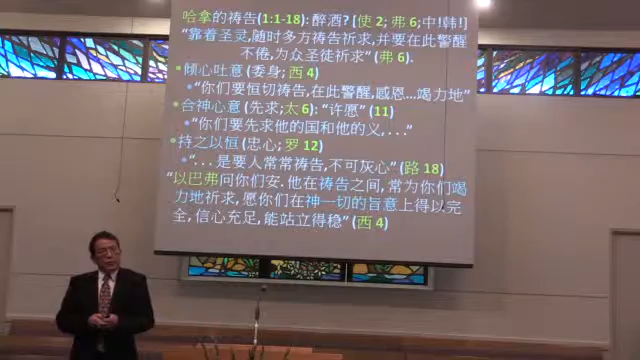 哈拿的祷告(1:1-18): 醉酒? [使 2; 弗 6; 中!韩!]
“靠着圣灵,随时多方祷告祈求,并要在此警醒
不倦,为众圣徒祈求” (弗 6).
•倾心吐意 (委身; 西 4)
•“你们要恒切祷告,在此警醒,感恩...竭力地”
•合神心意 (先求;太 6): “许愿” (11)
•“你们要先求他的国和他的义, . . .”
•持之以恒 (忠心; 罗 12)
•“. . . 是要人常常祷告, 不可灰心” (路 18)
“以巴弗问你们安. 他在祷告之间, 常为你们竭
力地祈求, 愿你们在神一切的旨意上得以完
全, 信心充足, 能站立得稳” (西 4)